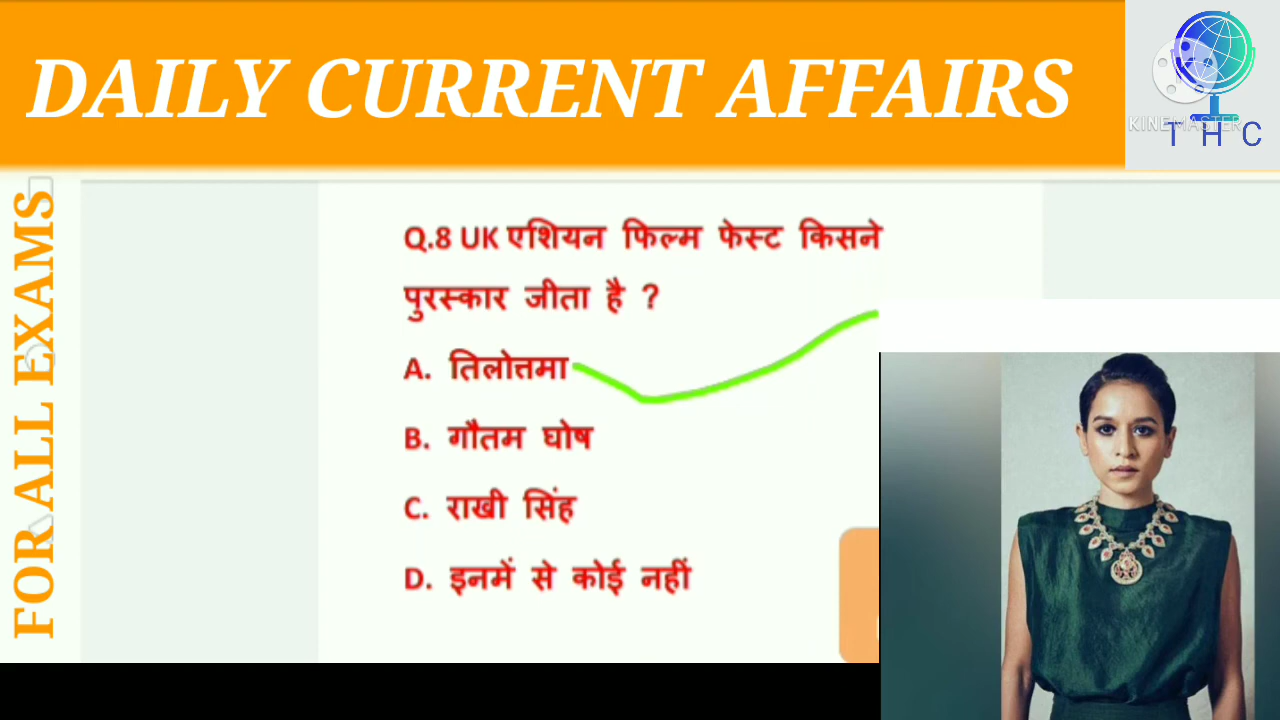 DAILY CURRENT AFFAIRS
KINEMASTER
T H C
FOR ALL EXAMS
Q.8 UK एशियन फिल्म फेस्ट किसने
पुरस्कार जीता है ?
A. तिलोत्तमा
B. गौतम घोष
C. राखी सिंह
D. इनमें से कोई नहीं